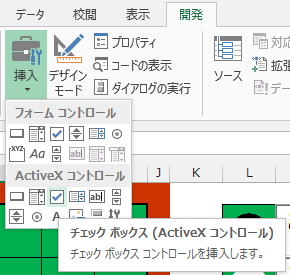 データ 校閲 表示 開発
挿入
デザイン
モード
プロパティ
コードの表示
ダイアログの実行
ソース
対応
拡張
フォーム コントロール
XYZ Aa ab|
ActiveX コントロール
ab|
A
J K L
チェック ボックス (ActiveX コントロール)
チェック ボックス コントロールを挿入します。